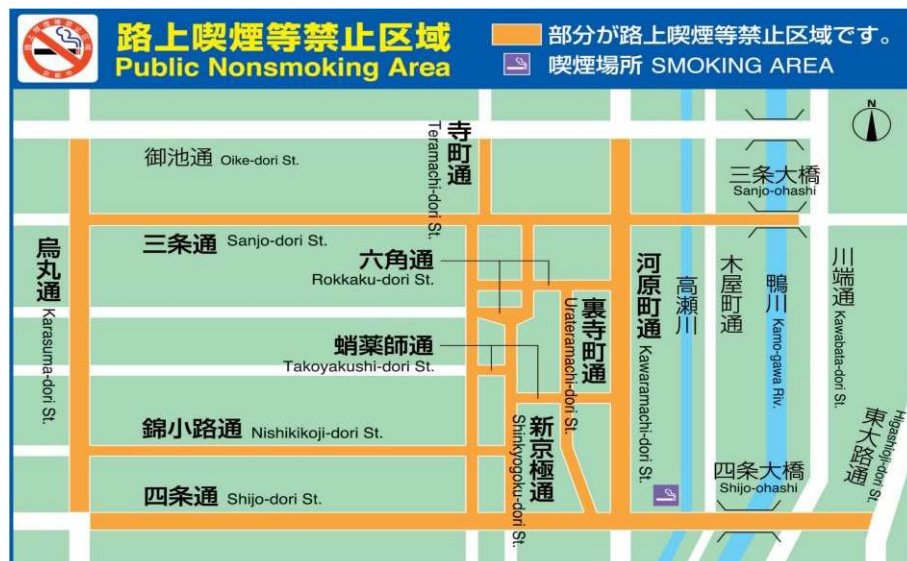 路上喫煙等禁止区域
Public Nonsmoking Area
部分が路上喫煙等禁止区域です。
喫煙場所 SMOKING AREA
N
御池通 Oike-dori St.
寺町通
Teramachi-dori St.
三条大橋
Sanjo-ohashi
三条通 Sanjo-dori St.
烏丸通
Karasuma-dori St.
六角通
Rokkaku-dori St.
裏寺町通
Urateramachi-dori St.
河原町通
Kawaramachi-dori St.
高瀬川
木屋町通
鴨川
Kamo-gawa Riv.
川端通
Kawabata-dori St.
蛸薬師通
Takoyakushi-dori St.
錦小路通 Nishikikoji-dori St.
新京極通
Shinkyogoku-dori St.
四条通 Shijo-dori St.
四条大橋
Shijo-ohashi
東大路通
Higashioji-dori St.